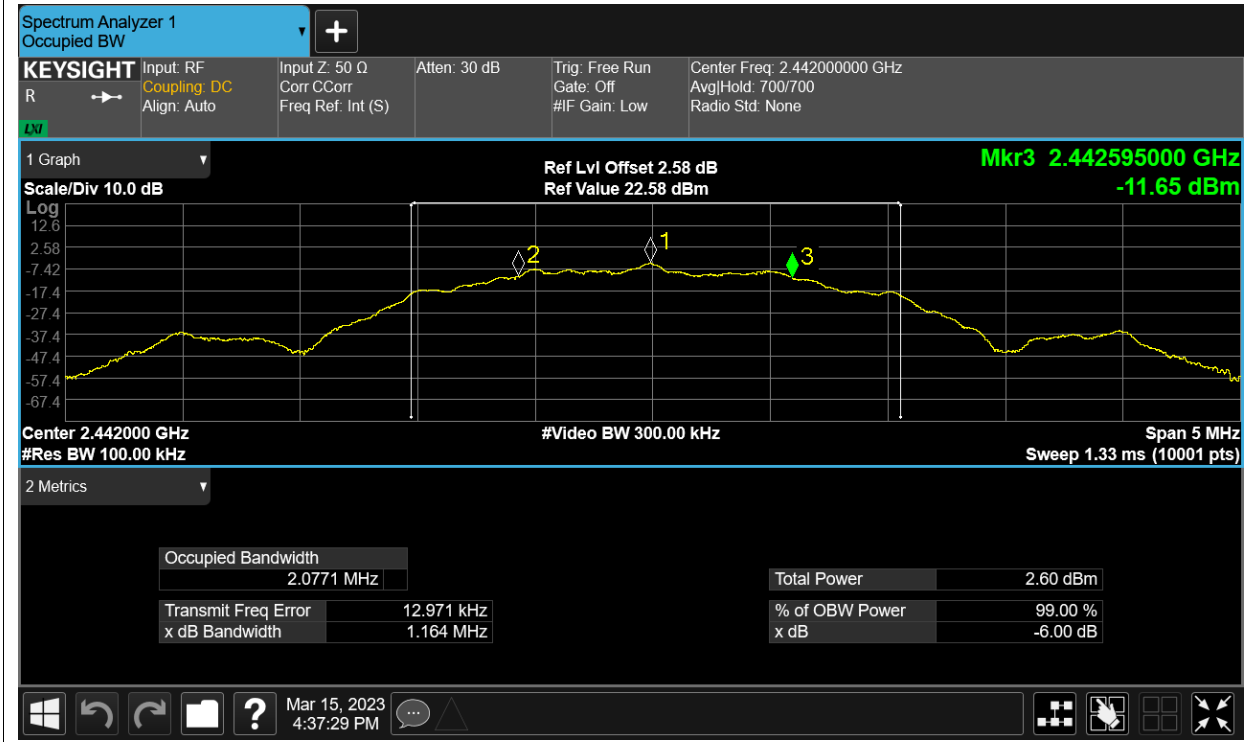 Spectrum Analyzer 1
Occupied BW
KEYSIGHT Input: RF Input Z: 50 Ω Atten: 30 dB Trig: Free Run Center Freq: 2.442000000 GHz
R Coupling: DC Corr CCorr Gate: Off Avg|Hold: 700/700
Align: Auto Freq Ref: Int (S) #IF Gain: Low Radio Std: None
LXI
1 Graph
Ref Lvl Offset 2.58 dB
Mkr3 2.442595000 GHz
Scale/Div 10.0 dB Ref Value 22.58 dBm -11.65 dBm
Log
12.6
2.58
-7.42
-17.4
-27.4
-37.4
-47.4
-57.4
-67.4
2
1
3
Center 2.442000 GHz #Video BW 300.00 kHz Span 5 MHz
#Res BW 100.00 kHz Sweep 1.33 ms (10001 pts)
2 Metrics
Occupied Bandwidth
2.0771 MHz
Total Power 2.60 dBm
Transmit Freq Error 12.971 kHz % of OBW Power 99.00 %
x dB Bandwidth 1.164 MHz x dB -6.00 dB
? Mar 15, 2023
4:37:29 PM